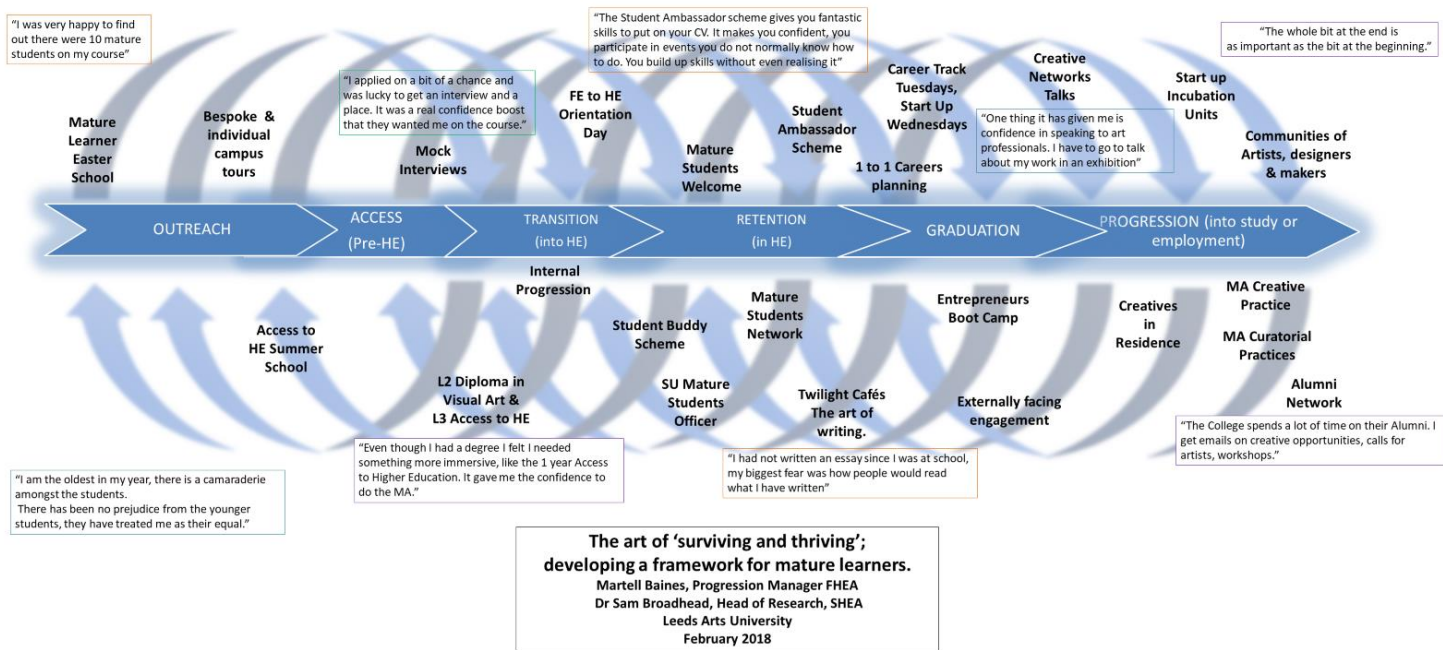 “I was very happy to find
out there were 10 mature
students on my course”
“The Student Ambassador scheme gives you fantastic
skills to put on your CV. It makes you confident, you
participate in events you do not normally know how
to do. You build up skills without even realising it”
“The whole bit at the end is
as important as the bit at the beginning.”
“I applied on a bit of a chance and
was lucky to get an interview and a
place. It was a real confidence boost
that they wanted me on the course.”
“One thing it has given me is
confidence in speaking to art
professionals. I have to go to talk
about my work in an exhibition”
Mature
Learner
Easter
School
Bespoke &
individual
campus
tours
Mock
Interviews
FE to HE
Orientation
Day
Mature
Students
Welcome
Student
Ambassador
Scheme
Career Track
Tuesdays,
Start Up
Wednesdays
1 to 1 Careers
planning
Creative
Networks
Talks
Start up
Incubation
Units
Communities of
Artists, designers
& makers
OUTREACH
ACCESS
(Pre-HE)
TRANSITION
(into HE)
RETENTION
(in HE)
GRADUATION
PROGRESSION (into study or
employment)
Access to
HE Summer
School
Internal
Progression
L2 Diploma in
Visual Art &
L3 Access to HE
Student Buddy
Scheme
SU Mature
Students
Officer
Mature
Students
Network
Twilight Cafés
The art of
writing.
Entrepreneurs
Boot Camp
Externally facing
engagement
Creatives
in
Residence
MA Creative
Practice
MA Curatorial
Practices
Alumni
Network
“I am the oldest in my year, there is a camaraderie
amongst the students.
There has been no prejudice from the younger
students, they have treated me as their equal.”
“Even though I had a degree I felt I needed
something more immersive, like the 1 year Access
to Higher Education. It gave me the confidence to
do the MA.”
“I had not written an essay since I was at school,
my biggest fear was how people would read
what I have written”
“The College spends a lot of time on their Alumni. I
get emails on creative opportunities, calls for
artists, workshops.”
The art of ‘surviving and thriving’;
developing a framework for mature learners.
Martell Baines, Progression Manager FHEA
Dr Sam Broadhead, Head of Research, SHEA
Leeds Arts University
February 2018